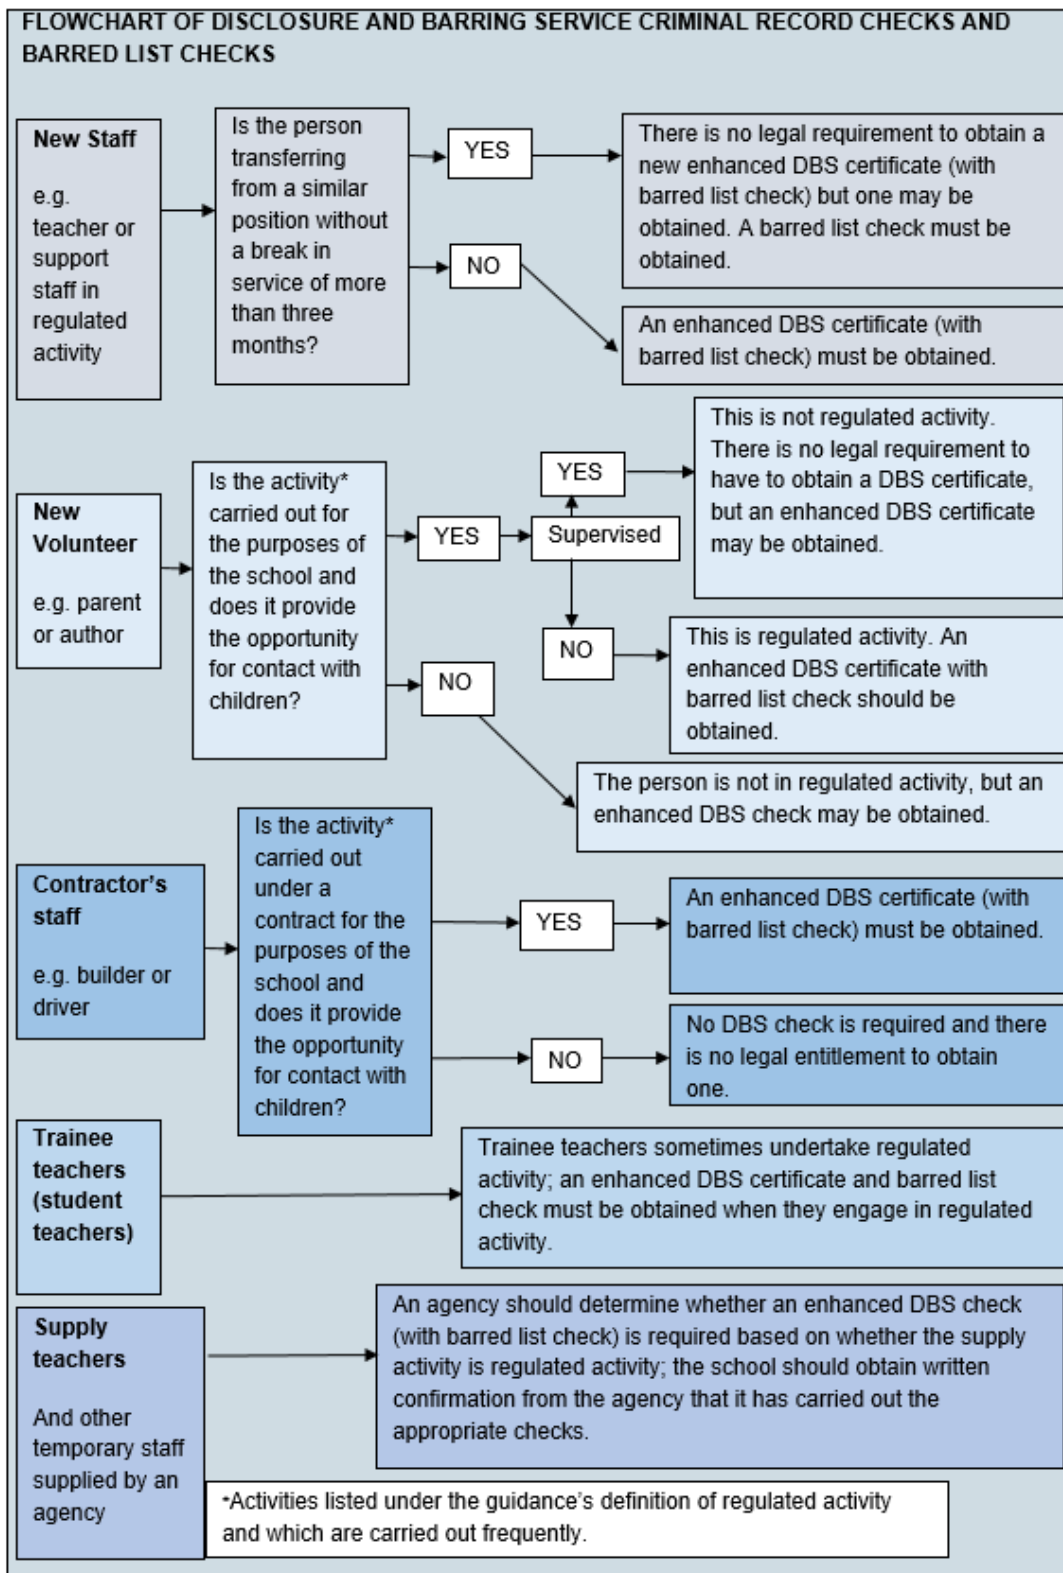 FLOWCHART OF DISCLOSURE AND BARRING SERVICE CRIMINAL RECORD CHECKS AND
BARRED LIST CHECKS
New Staff
e.g.
teacher or
support
staff in
regulated
activity
Is the person
transferring
from a similar
position without
a break in
service of more
than three
months?
YES
There is no legal requirement to obtain a
new enhanced DBS certificate (with
barred list check) but one may be
obtained. A barred list check must be
obtained.
NO
An enhanced DBS certificate (with
barred list check) must be obtained.
New
Volunteer
e.g. parent
or author
Is the activity*
carried out for
the purposes of
the school and
does it provide
the opportunity
for contact with
children?
YES
Supervised
YES
This is not regulated activity.
There is no legal requirement to
have to obtain a DBS certificate,
but an enhanced DBS certificate
may be obtained.
NO
This is regulated activity. An
enhanced DBS certificate with
barred list check should be
obtained.
NO
The person is not in regulated activity, but an
enhanced DBS check may be obtained.
Contractor's
staff
e.g. builder or
driver
Is the activity*
carried out
under a
contract for the
purposes of the
school and
does it provide
the opportunity
for contact with
children?
YES
An enhanced DBS certificate (with
barred list check) must be obtained.
NO
No DBS check is required and there
is no legal entitlement to obtain
one.
Trainee
teachers
(student
teachers)
Trainee teachers sometimes undertake regulated
activity; an enhanced DBS certificate and barred list
check must be obtained when they engage in regulated
activity.
Supply
teachers
And other
temporary staff
supplied by an
agency
An agency should determine whether an enhanced DBS check
(with barred list check) is required based on whether the supply
activity is regulated activity; the school should obtain written
confirmation from the agency that it has carried out the
appropriate checks.
*Activities listed under the guidance's definition of regulated activity
and which are carried out frequently.